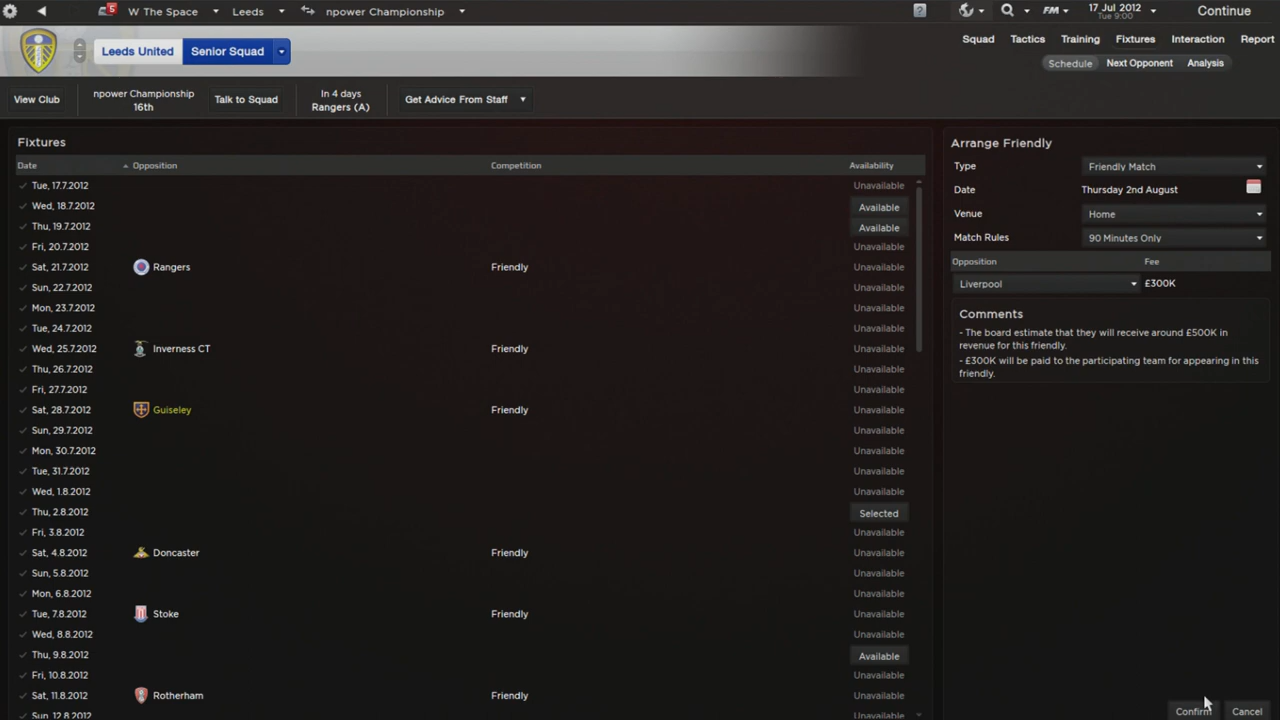 5 W The Space Leeds npower Championship ? FM 17 Jul 2012 Tue 9:00 Continue
Leeds United Senior Squad Squad Tactics Training Fixtures Interaction Report
Schedule Next Opponent Analysis
View Club npower Championship 16th Talk to Squad In 4 days Rangers (A) Get Advice From Staff
Fixtures
Date Opposition Competition Availability
Tue, 17.7.2012 Unavailable
Wed, 18.7.2012 Available
Thu, 19.7.2012 Available
Fri, 20.7.2012 Unavailable
Sat, 21.7.2012 Rangers Friendly Unavailable
Sun, 22.7.2012 Unavailable
Mon, 23.7.2012 Unavailable
Tue, 24.7.2012 Unavailable
Wed, 25.7.2012 Inverness CT Friendly Unavailable
Thu, 26.7.2012 Unavailable
Fri, 27.7.2012 Unavailable
Sat, 28.7.2012 Guiseley Friendly Unavailable
Sun, 29.7.2012 Unavailable
Mon, 30.7.2012 Unavailable
Tue, 31.7.2012 Unavailable
Wed, 1.8.2012 Unavailable
Thu, 2.8.2012 Selected
Fri, 3.8.2012 Unavailable
Sat, 4.8.2012 Doncaster Friendly Unavailable
Sun, 5.8.2012 Unavailable
Mon, 6.8.2012 Unavailable
Tue, 7.8.2012 Stoke Friendly Unavailable
Wed, 8.8.2012 Unavailable
Thu, 9.8.2012 Available
Fri, 10.8.2012 Unavailable
Sat, 11.8.2012 Rotherham Friendly Unavailable
Sun, 12.8.2012 Unavailable
Arrange Friendly
Type Friendly Match
Date Thursday 2nd August
Venue Home
Match Rules 90 Minutes Only
Opposition Fee
Liverpool £300K
Comments
- The board estimate that they will receive around £500K in
revenue for this friendly.
- £300K will be paid to the participating team for appearing in this
friendly.
Confirm Cancel